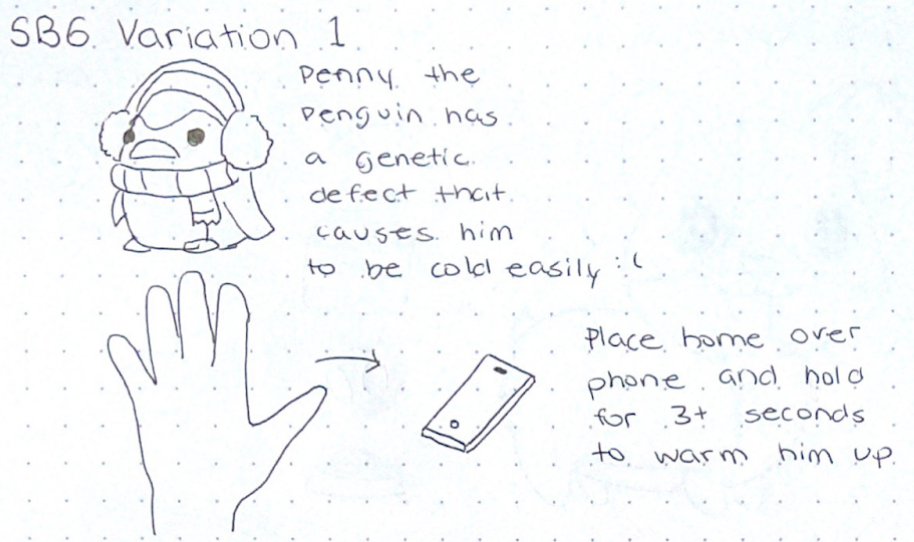 SB6 Variation 1
Penny the
Penguin has
a genetic
defect that
causes him
to be cold easily :(
Place home over
phone and hold
for 3+ seconds
to warm him up